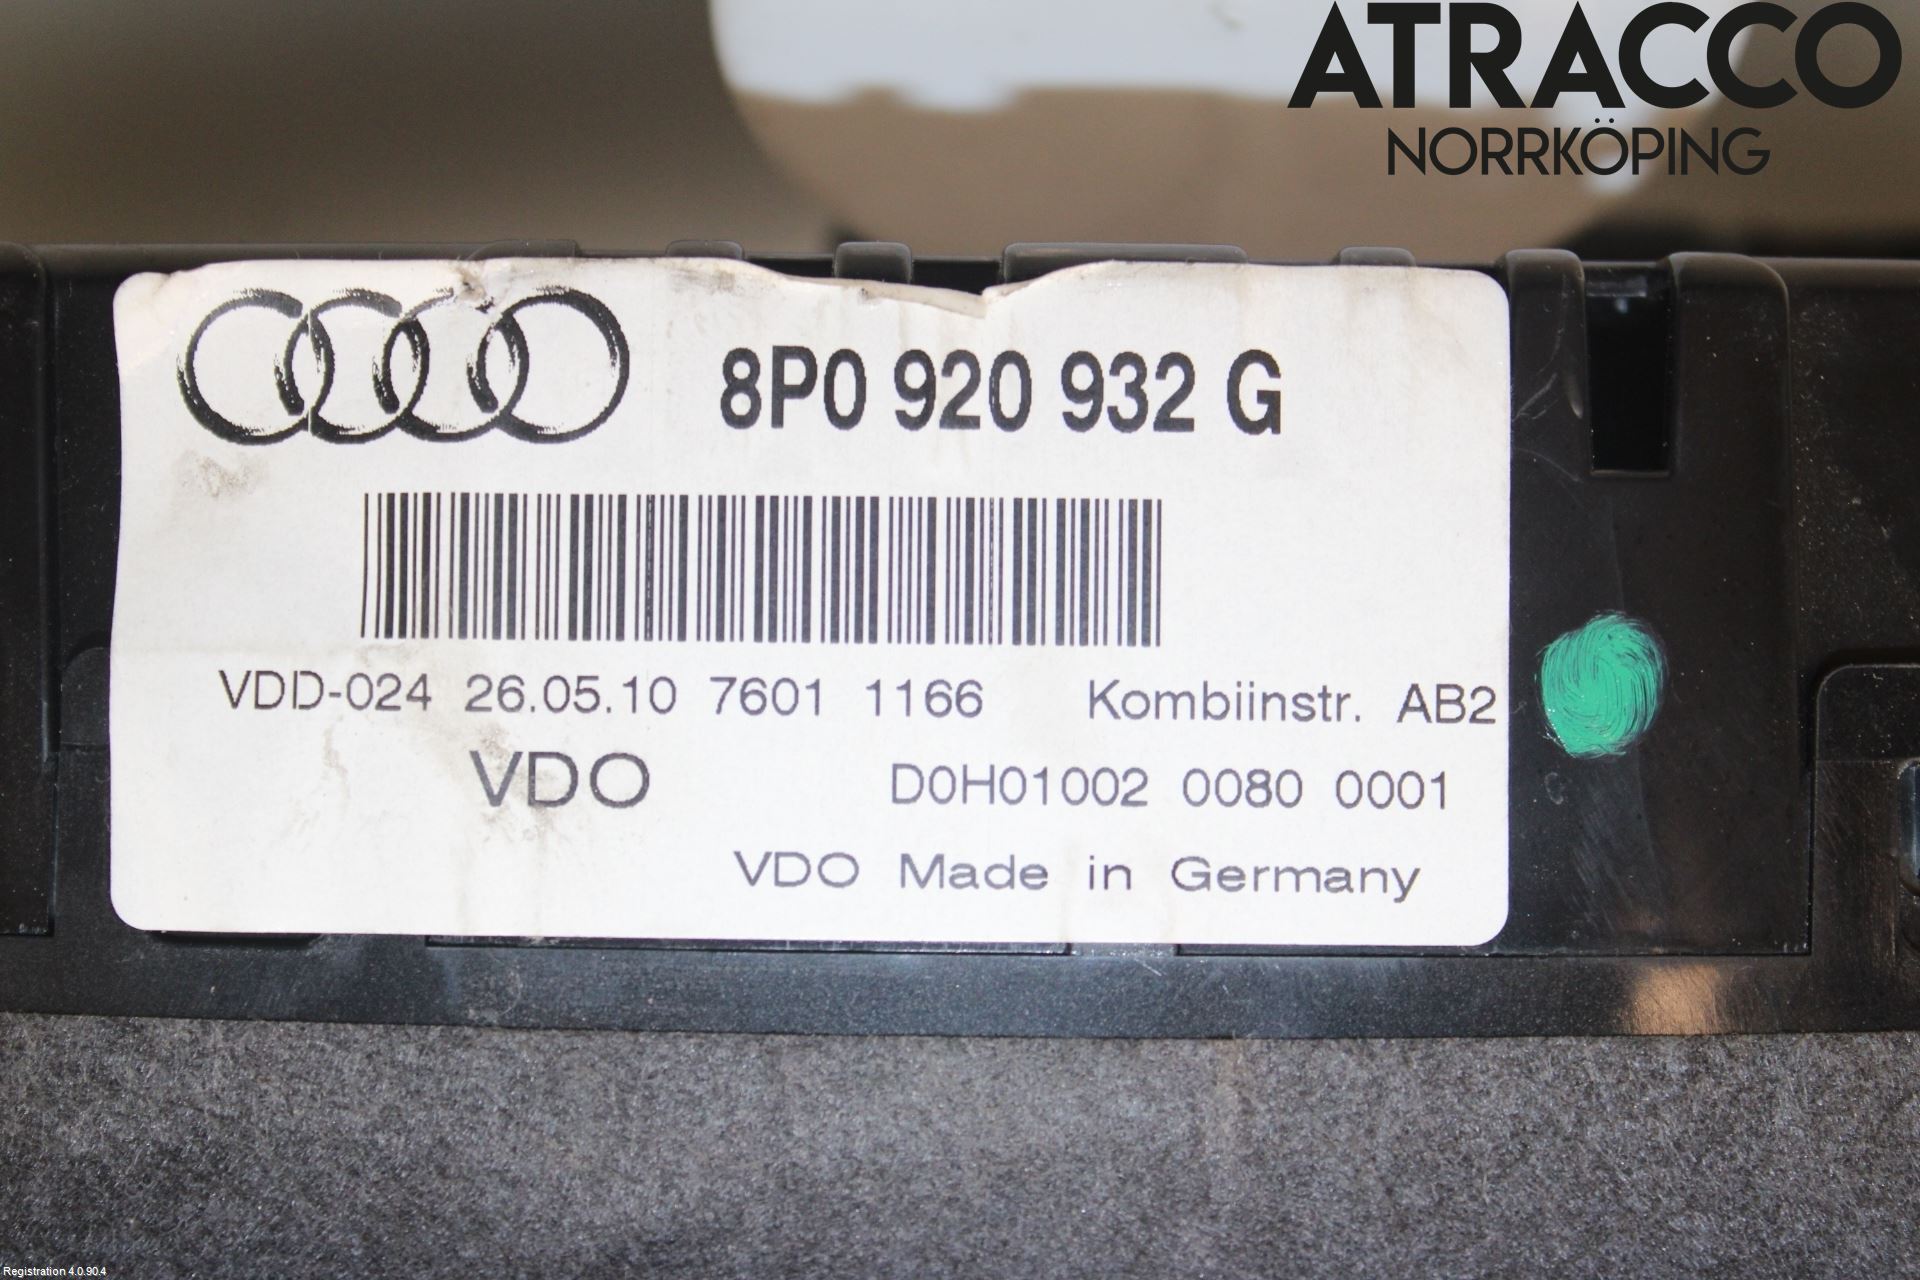 ATRACCO
NORRKÖPING
8P0 920 932 G
VDD-024 26.05.10 7601 1166 Kombiinstr. AB2
VDO D0H01002 0080 0001
VDO Made in Germany
Registration 4.0.90.4